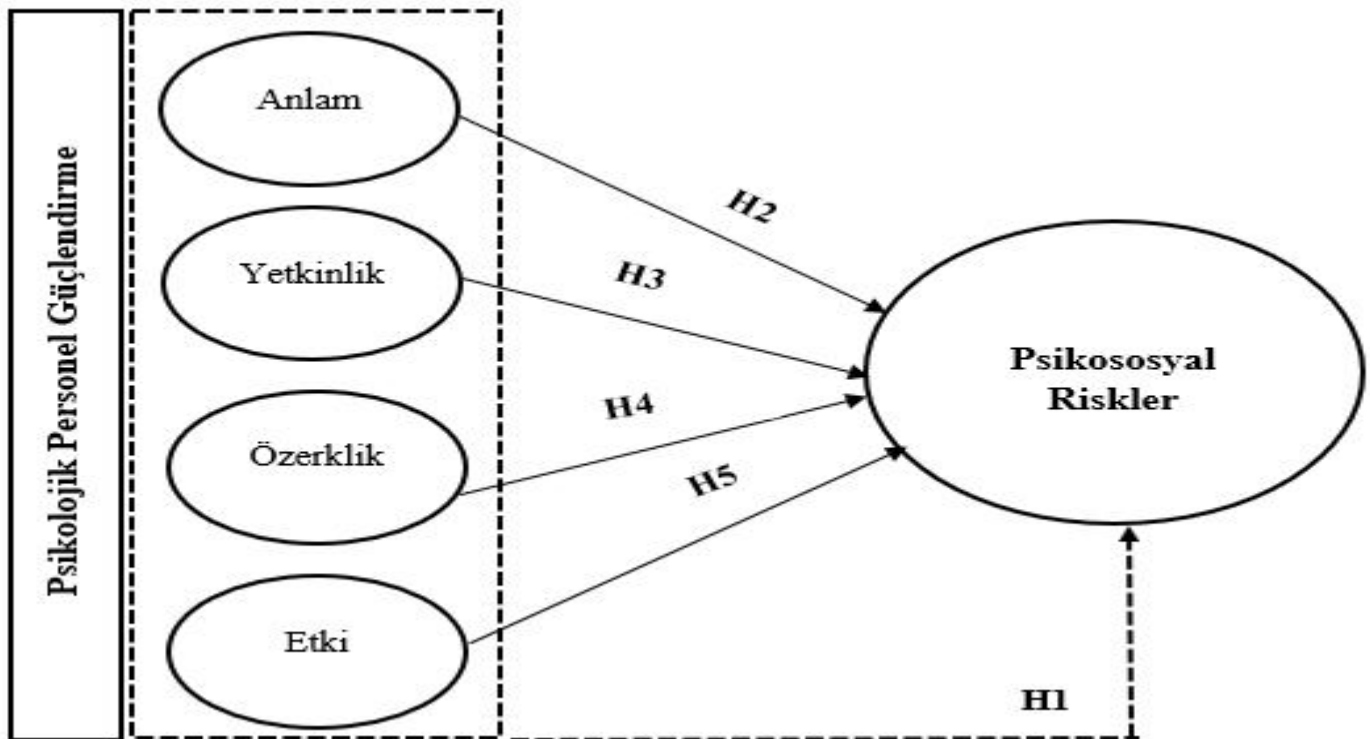 Psikolojik Personel Güçlendirme
Anlam
Yetkinlik
Özerklik
Etki
H2
H3
H4
H5
Psikososyal
Riskler
H1